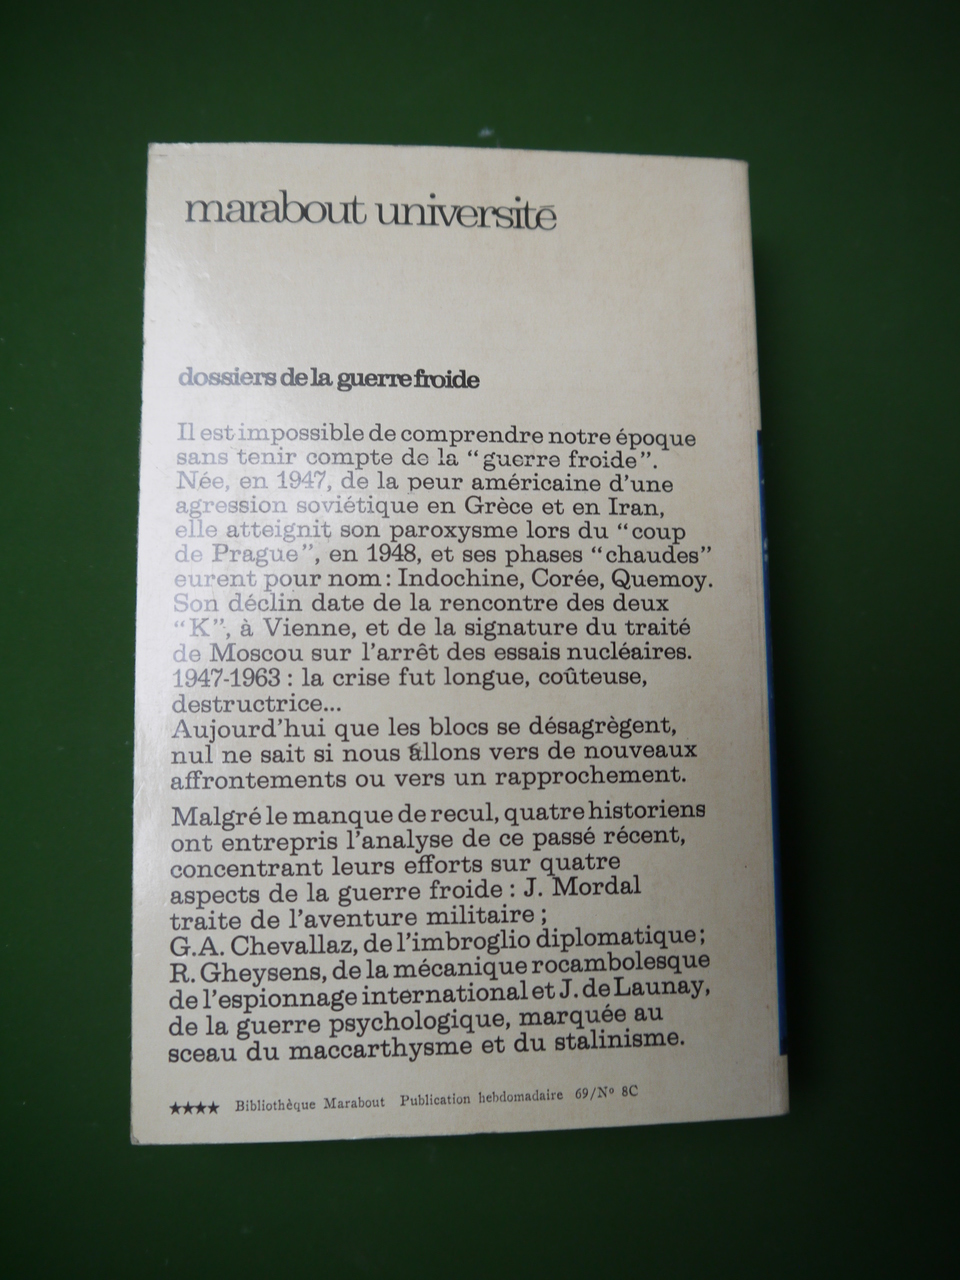 marabout université
dossiers de la guerre froide
Il est impossible de comprendre notre époque
sans tenir compte de la “guerre froide”.
Née, en 1947, de la peur américaine d’une
agression soviétique en Grèce et en Iran,
elle atteignit son paroxysme lors du “coup
de Prague”, en 1948, et ses phases “chaudes”
eurent pour nom : Indochine, Corée, Quemoy.
Son déclin date de la rencontre des deux
“K”, à Vienne, et de la signature du traité
de Moscou sur l’arrêt des essais nucléaires.
1947-1963 : la crise fut longue, coûteuse,
destructrice...
Aujourd’hui que les blocs se désagrègent,
nul ne sait si nous allons vers de nouveaux
affrontements ou vers un rapprochement.
Malgré le manque de recul, quatre historiens
ont entrepris l’analyse de ce passé récent,
concentrant leurs efforts sur quatre
aspects de la guerre froide : J. Mordal
traite de l’aventure militaire ;
G.A. Chevallaz, de l’imbroglio diplomatique ;
R. Gheysens, de la mécanique rocambolesque
de l’espionnage international et J. de Launay,
de la guerre psychologique, marquée au
sceau du maccarthysme et du stalinisme.
★★★★ Bibliothèque Marabout Publication hebdomadaire 69/Nº 8C